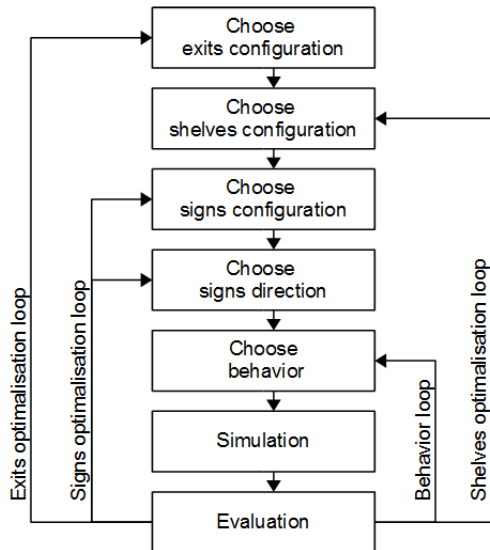 Choose
exits configuration
Choose
shelves configuration
Choose
signs configuration
Choose
signs direction
Choose
behavior
Simulation
Evaluation
Exits optimalisation loop
Signs optimalisation loop
Behavior loop
Shelves optimalisation loop